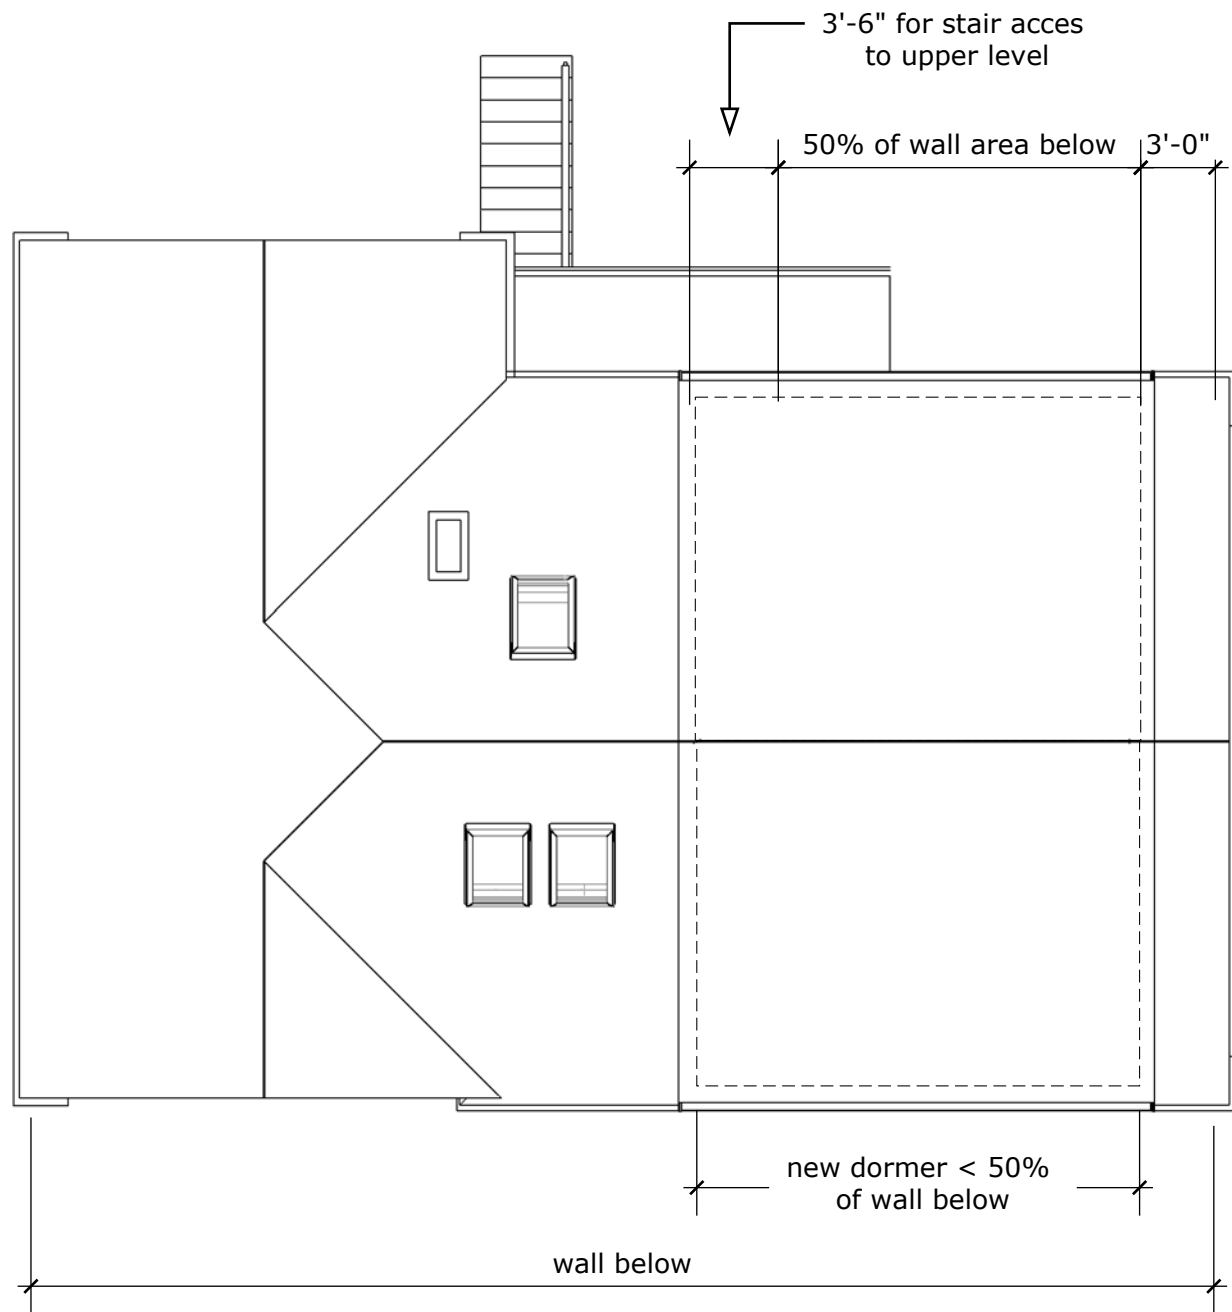 3'-6" for stair acces
to upper level
50% of wall area below
3'-0"
new dormer < 50%
of wall below
wall below